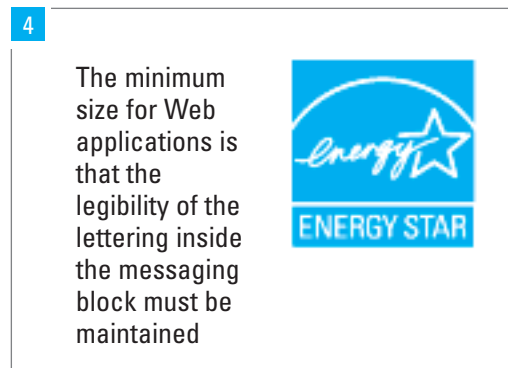 4
The minimum
size for Web
applications is
that the
legibility of the
lettering inside
the messaging
block must be
maintained
energy
ENERGY STAR